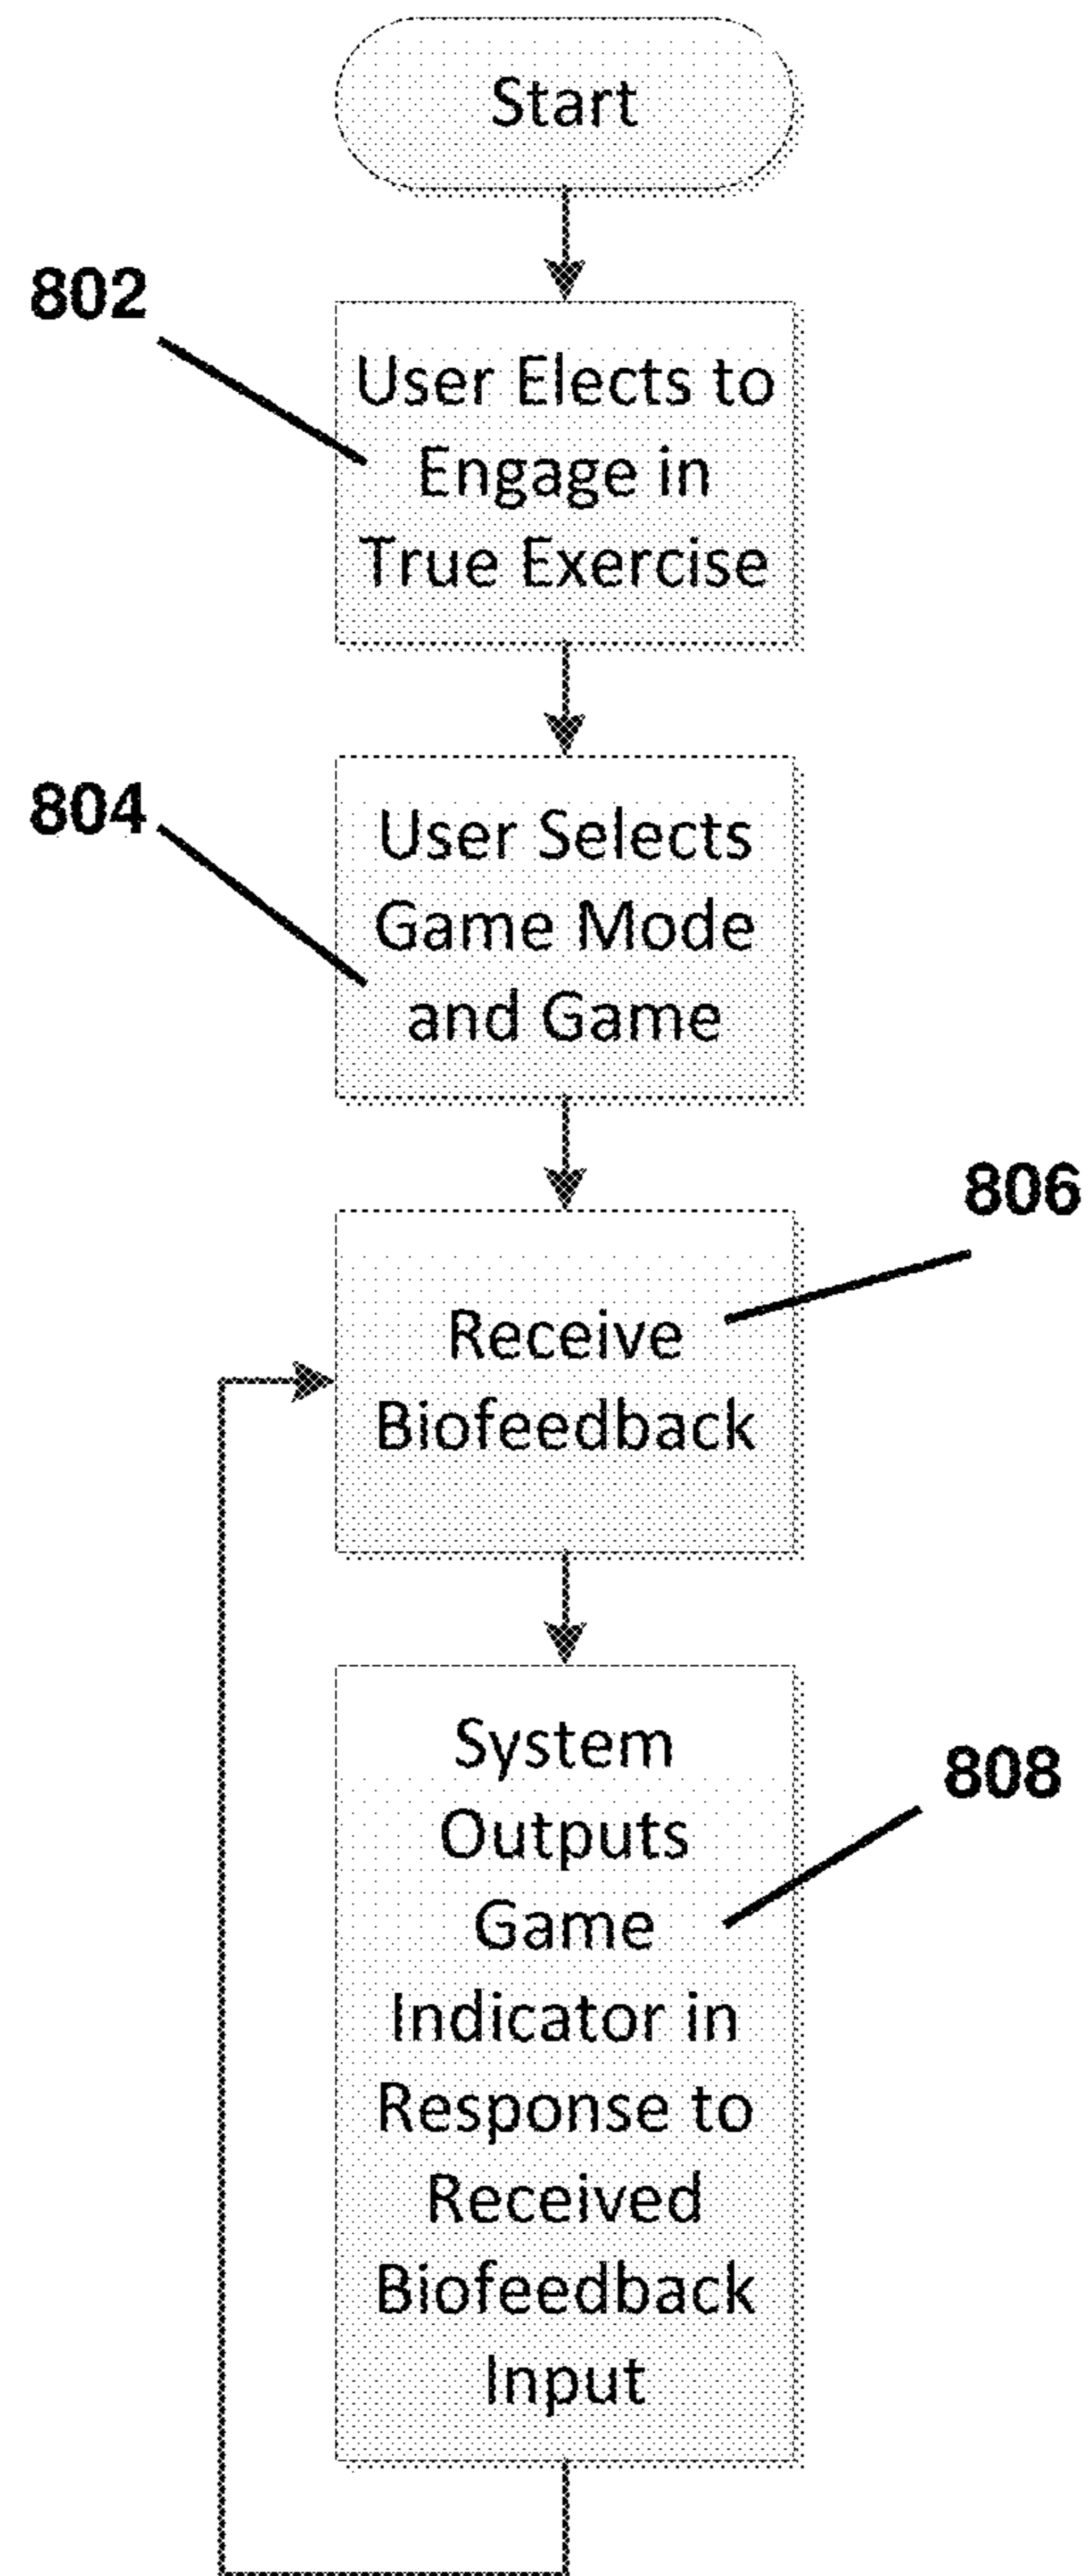 Start
802
User Elects to
Engage in
True Exercise
804
User Selects
Game Mode
and Game
806
Receive
Biofeedback
808
System
Outputs
Game
Indicator in
Response to
Received
Biofeedback
Input